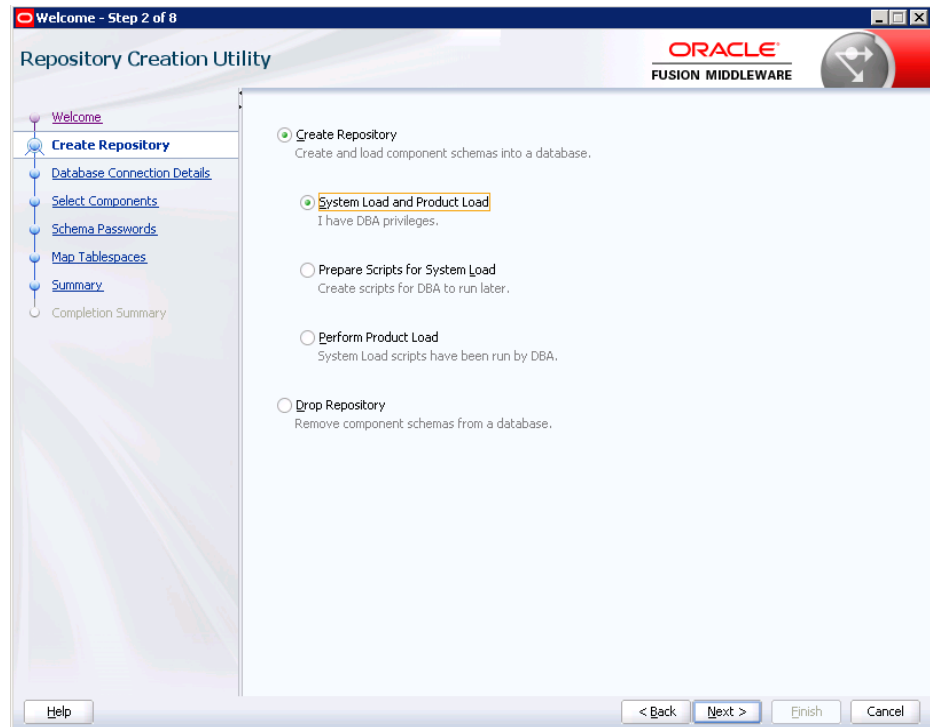 Welcome - Step 2 of 8
Repository Creation Utility
ORACLE
FUSION MIDDLEWARE
Welcome
Create Repository
Database Connection Details
Select Components
Schema Passwords
Map Tablespaces
Summary
Completion Summary
Create Repository
Create and load component schemas into a database.
System Load and Product Load
I have DBA privileges.
Prepare Scripts for System Load
Create scripts for DBA to run later.
Perform Product Load
System Load scripts have been run by DBA.
Drop Repository
Remove component schemas from a database.
Help
< Back
Next >
Finish
Cancel